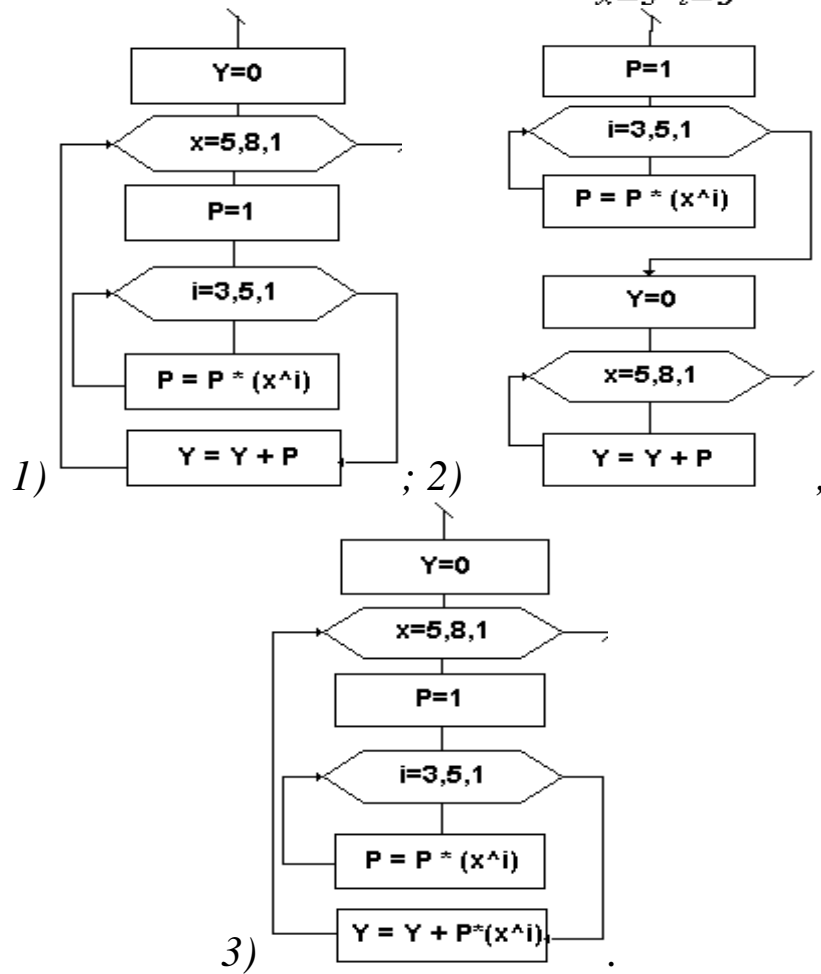 Y=0
x=5,8,1
P=1
i=3,5,1
P = P * (x^i)
Y = Y + P
1)
;
2)
P=1
i=3,5,1
P = P * (x^i)
Y=0
x=5,8,1
Y = Y + P
,
Y=0
x=5,8,1
P=1
i=3,5,1
P = P * (x^i)
Y = Y + P*(x^i)
3)
.